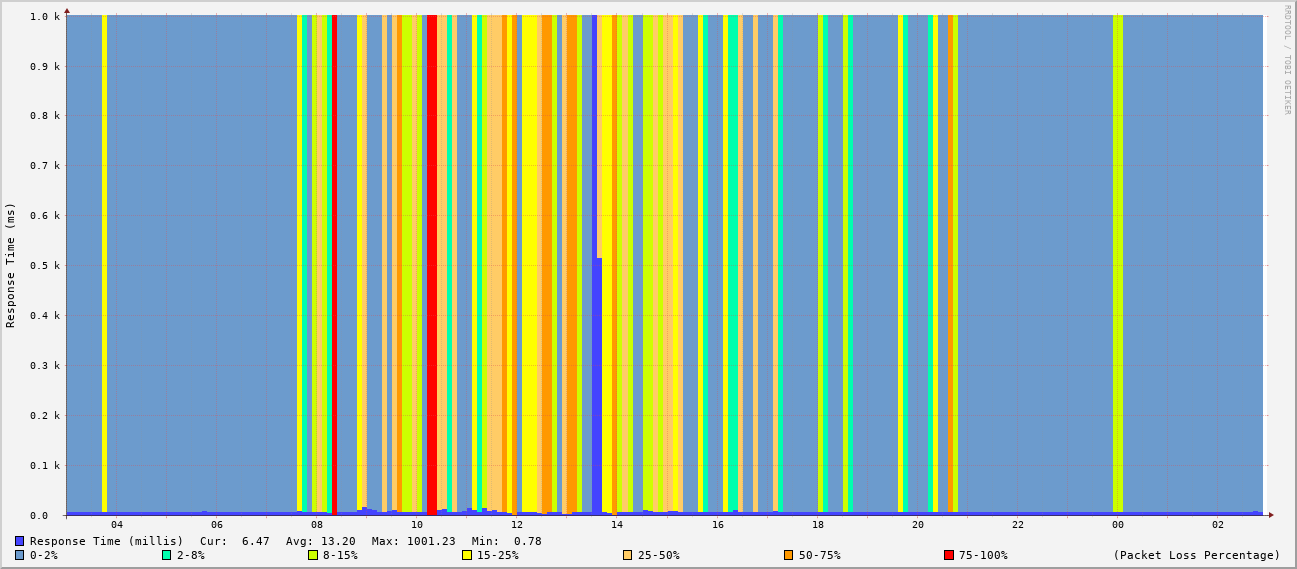 RRDTOOL / TOBI OETIKER
Response Time (ms)
1.0 k
0.9 k
0.8 k
0.7 k
0.6 k
0.5 k
0.4 k
0.3 k
0.2 k
0.1 k
0.0
04 06 08 10 12 14 16 18 20 22 00 02
Response Time (millis) Cur: 6.47 Avg: 13.20 Max: 1001.23 Min: 0.78
0-2% 2-8% 8-15% 15-25% 25-50% 50-75% 75-100% (Packet Loss Percentage)